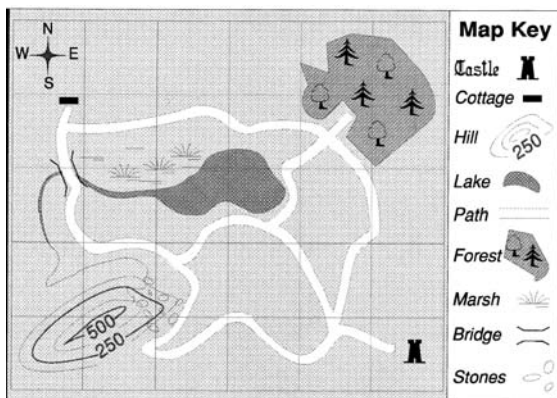 N
W E
S
500
250
Map Key
Castle
Cottage
Hill
250
Lake
Path
Forest
Marsh
Bridge
Stones